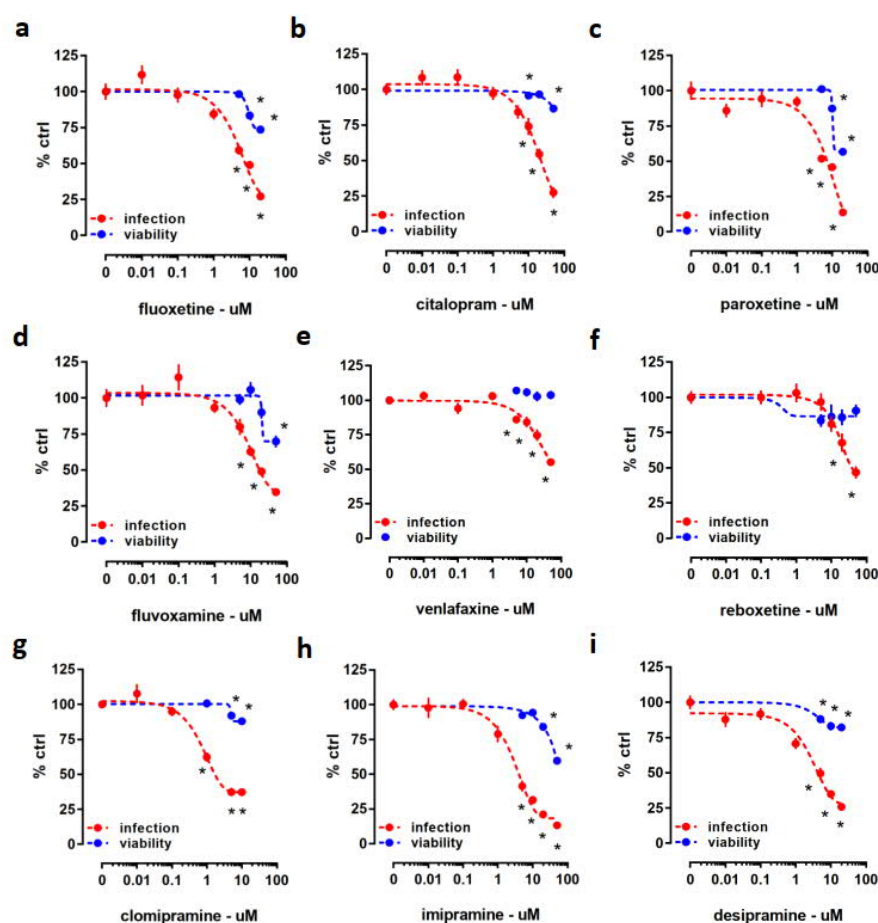 a
125
100
75
50
25
0
% ctrl
*
*
*
*
*
infection
viability
0 0.01 0.1 1 10 100
fluoxetine - uM
b
125
100
75
50
25
0
% ctrl
*
*
*
*
*
infection
viability
0 0.01 0.1 1 10 100
citalopram - uM
c
125
100
75
50
25
0
% ctrl
*
*
*
*
*
infection
viability
0 0.01 0.1 1 10 100
paroxetine - uM
d
125
100
75
50
25
0
% ctrl
*
*
*
*
infection
viability
0 0.01 0.1 1 10 100
fluvoxamine - uM
e
125
100
75
50
25
0
% ctrl
*
*
*
*
infection
viability
0 0.01 0.1 1 10 100
venlafaxine - uM
f
125
100
75
50
25
0
% ctrl
*
*
infection
viability
0 0.01 0.1 1 10 100
reboxetine - uM
g
125
100
75
50
25
0
% ctrl
*
*
*
* *
infection
viability
0 0.01 0.1 1 10 100
clomipramine - uM
h
125
100
75
50
25
0
% ctrl
*
*
*
*
*
*
infection
viability
0 0.01 0.1 1 10 100
imipramine - uM
i
125
100
75
50
25
0
% ctrl
*
*
*
*
*
*
infection
viability
0 0.01 0.1 1 10 100
desipramine - uM